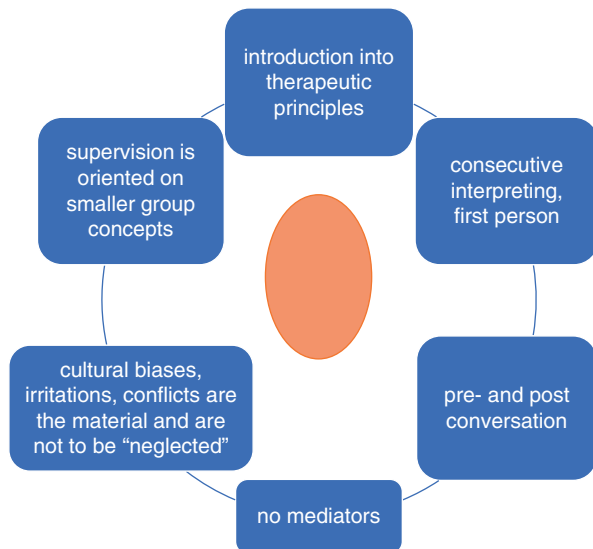 introduction into
therapeutic
principles
consecutive
interpreting,
first person
pre- and post
conversation
no mediators
cultural biases,
irritations, conflicts are
the material and are
not to be “neglected”
supervision is
oriented on
smaller group
concepts